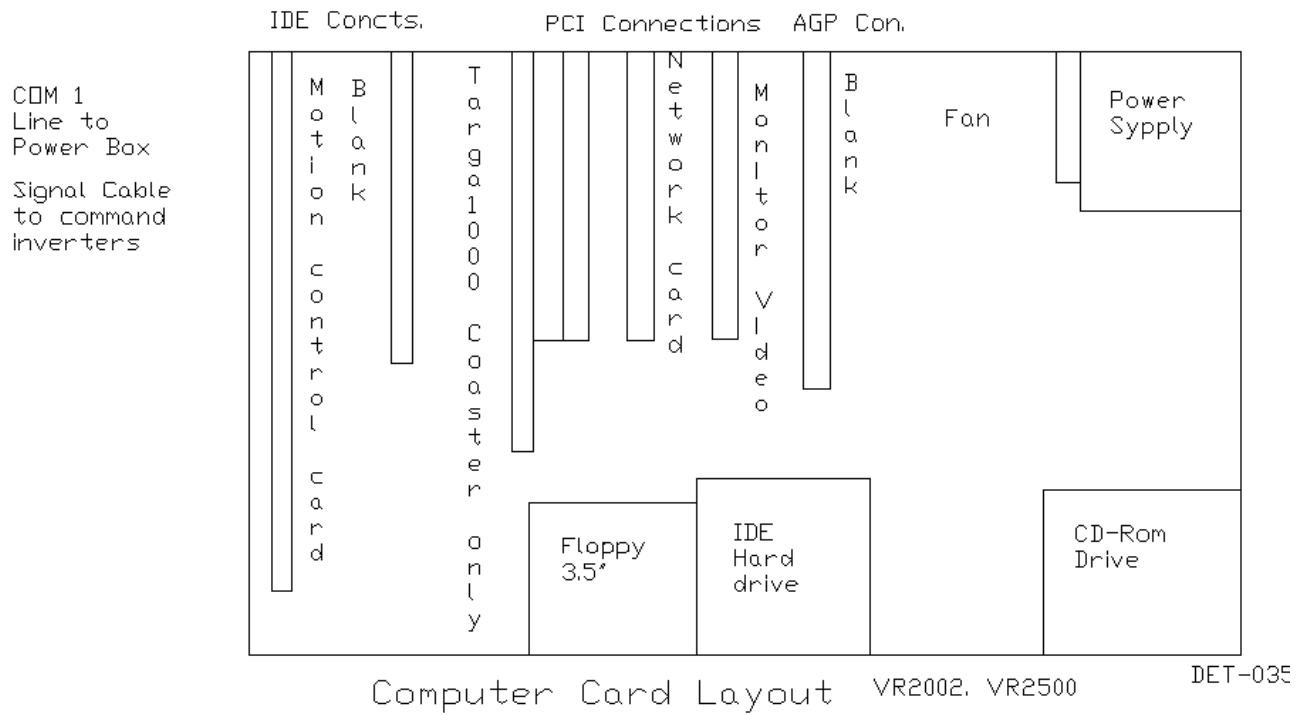 IDE Concts.
PCI Connections
AGP Con.
COM 1
Line to
Power Box
Signal Cable
to command
inverters
Motion control card
Blank
Targa1000 Coaster only
Network card
MonItor VIdeo
Blank
Fan
Power
Sypply
Floppy
3.5"
IDE
Hard
drive
CD-Rom
Drive
Computer Card Layout
VR2002. VR2500
DET-035